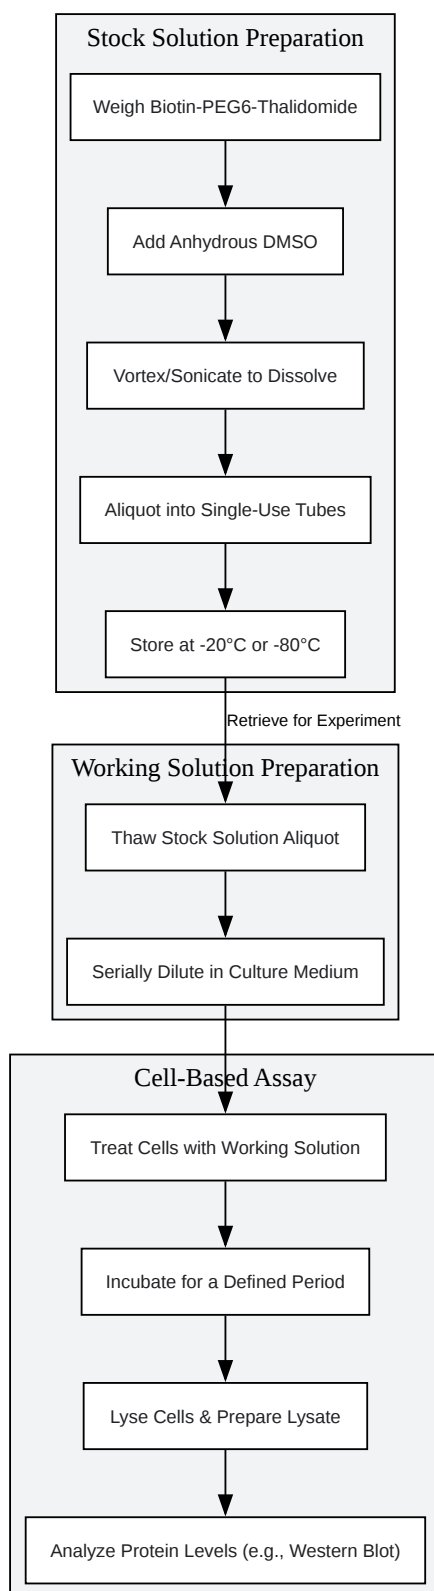 Stock Solution Preparation
Weigh Biotin-PEG6-Thalidomide
Add Anhydrous DMSO
Vortex/Sonicate to Dissolve
Aliquot into Single-Use Tubes
Store at -20°C or -80°C
Retrieve for Experiment
Working Solution Preparation
Thaw Stock Solution Aliquot
Serially Dilute in Culture Medium
Cell-Based Assay
Treat Cells with Working Solution
Incubate for a Defined Period
Lyse Cells & Prepare Lysate
Analyze Protein Levels (e.g., Western Blot)